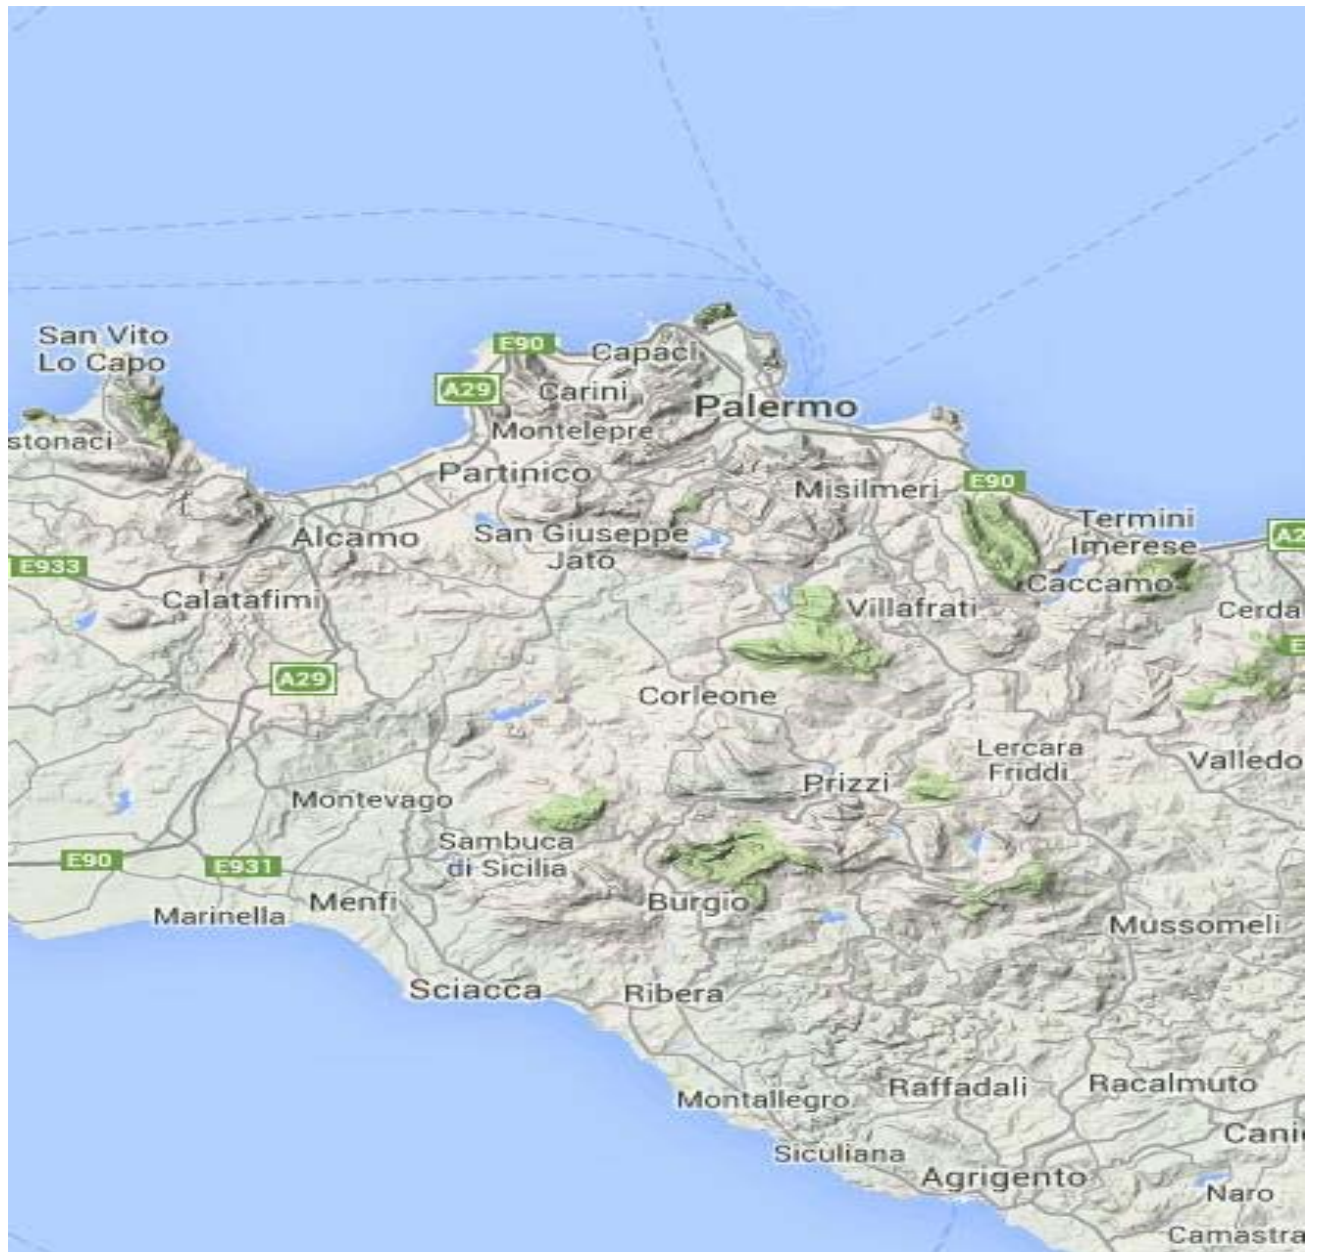 San Vito
Lo Capo
E90
Capaci
A29
Carini
Palermo
stonaci
Montelepre
Partinico
Misilmeri
E90
Alcamo
San Giuseppe
Jato
Termini
Imerese
A2
E933
Calatafimi
Villafrati
Caccamo
Cerda
E
A29
Corleone
Lercara
Friddi
Valledo
Montevago
Prizzi
Sambuca
di Sicilia
E90
E931
Marinella
Menfi
Burgio
Mussomeli
Sciacca
Ribera
Montallegro
Raffadali
Racalmuto
Siculiana
Cani
Agrigento
Naro
Camastra